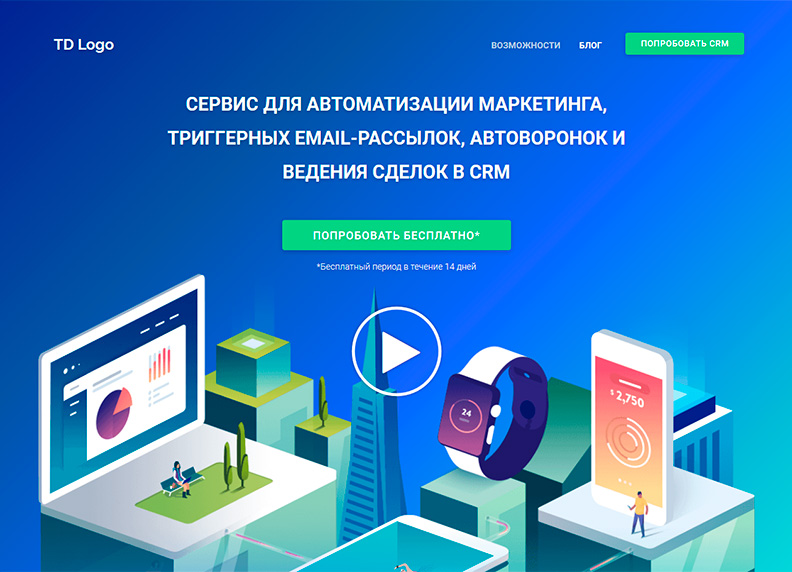 TD Logo
ВОЗМОЖНОСТИ
БЛОГ
ПОПРОБОВАТЬ CRM
СЕРВИС ДЛЯ АВТОМАТИЗАЦИИ МАРКЕТИНГА,
ТРИГГЕРНЫХ EMAIL-РАССЫЛОК, АВТОВОРОНОК И
ВЕДЕНИЯ СДЕЛОК В CRM
ПОПРОБОВАТЬ БЕСПЛАТНО*
*Бесплатный период в течение 14 дней
24
$ 2,750